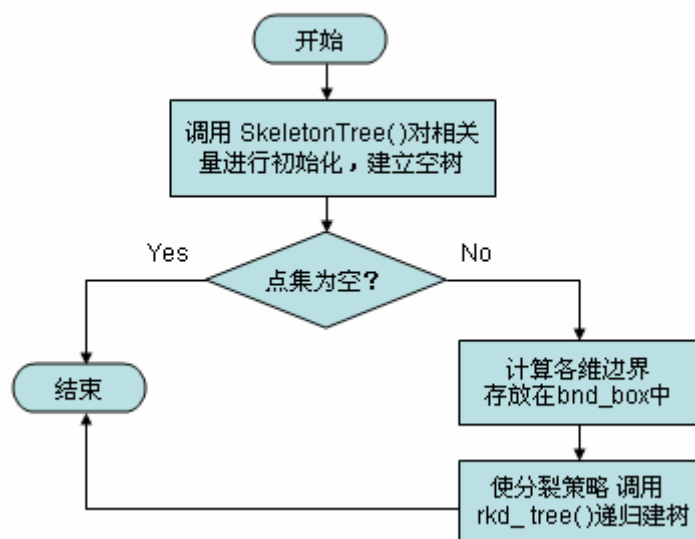 开始
调用 SkeletonTree()对相关
量进行初始化，建立空树
Yes
No
点集为空？
计算各维边界
存放在bnd_box中
结束
使分裂策略 调用
rkd_ tree()递归建树